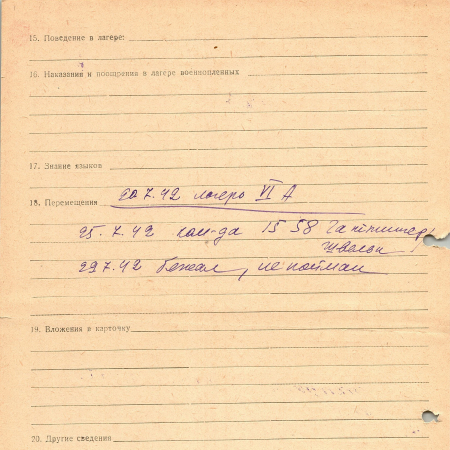 15. Поведение в лагере:
16. Наказания и поощрения в лагере военнопленных
17. Знание языков
18. Перемещения 20.7.42 лагерь VI А
25.7.42 ком-да 1558
29.7.42 бежал, не пойман
19. Вложения в карточку
20. Другие сведения